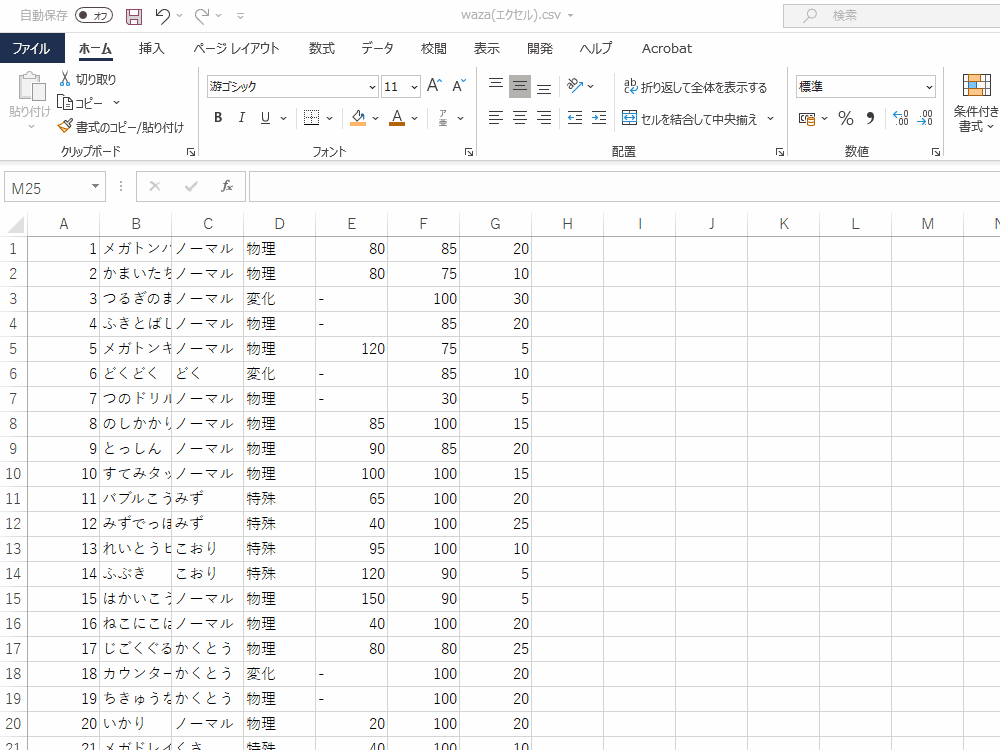 自動保存 オフ waza(エクセル).csv 検索
ファイル ホーム 挿入 ページ レイアウト 数式 データ 校閲 表示 開発 ヘルプ Acrobat
貼り付け 切り取り コピー 書式のコピー/貼り付け
クリップボード
游ゴシック 11 A A
B I U A
フォント
ab 折り返して全体を表示する
セルを結合して中央揃え
配置
標準
% 9 .00 .00
数値
条件付き
書式
M25 fx
A B C D E F G H I J K L M N
1 1 メガトンパ ノーマル 物理 80 85 20
2 2 かまいたち ノーマル 物理 80 75 10
3 3 つるぎのま ノーマル 変化 - 100 30
4 4 ふきとばし ノーマル 物理 - 85 20
5 5 メガトンキ ノーマル 物理 120 75 5
6 6 どくどく どく 変化 - 85 10
7 7 つのドリル ノーマル 物理 - 30 5
8 8 のしかかり ノーマル 物理 85 100 15
9 9 とっしん ノーマル 物理 90 85 20
10 10 すてみタッ ノーマル 物理 100 100 15
11 11 バブルこう みず 特殊 65 100 20
12 12 みずでっぽ みず 特殊 40 100 25
13 13 れいとうビ こおり 特殊 95 100 10
14 14 ふぶき こおり 特殊 120 90 5
15 15 はかいこう ノーマル 物理 150 90 5
16 16 ねこにこば ノーマル 物理 40 100 20
17 17 じごくぐる かくとう 物理 80 80 25
18 18 カウンター かくとう 変化 - 100 20
19 19 ちきゅうな かくとう 物理 - 100 20
20 20 いかり ノーマル 物理 20 100 20
21 21 メガドレイ くさ 特殊 40 100 10